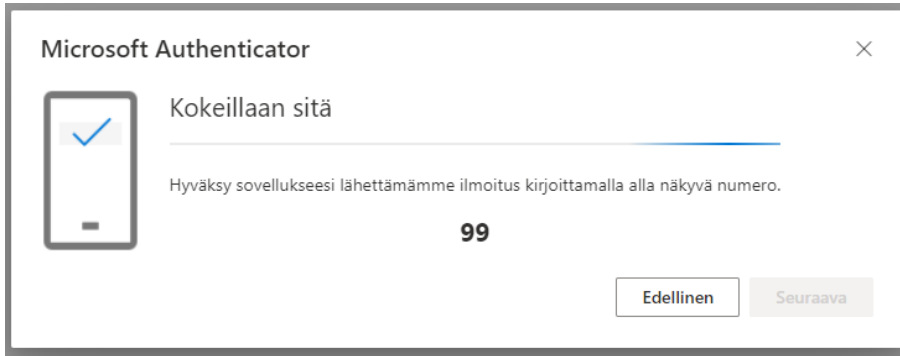 Microsoft Authenticator
Kokeillaan sitä
Hyväksy sovellukseesi lähettämämme ilmoitus kirjoittamalla alla näkyvä numero.
99
Edellinen
Seuraava